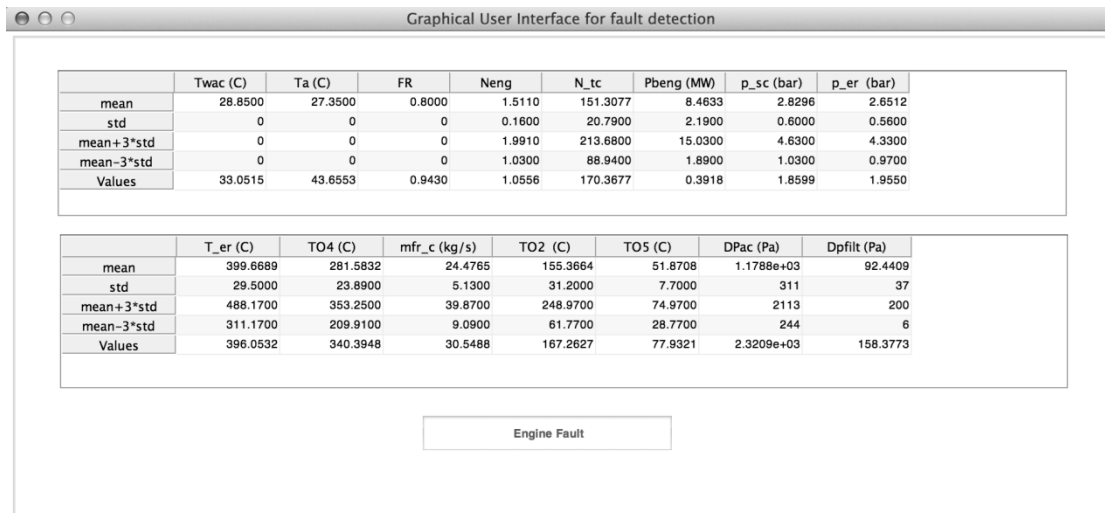 Graphical User Interface for fault detection
Twac (C) Ta (C) FR Neng N_tc Pbeng (MW) p_sc (bar) p_er (bar)
mean 28.8500 27.3500 0.8000 1.5110 151.3077 8.4633 2.8296 2.6512
std 0 0 0 0.1600 20.7900 2.1900 0.6000 0.5600
mean+3*std 0 0 0 1.9910 213.6800 15.0300 4.6300 4.3300
mean-3*std 0 0 0 1.0300 88.9400 1.8900 1.0300 0.9700
Values 33.0515 43.6553 0.9430 1.0556 170.3677 0.3918 1.8599 1.9550
T_er (C) TO4 (C) mfr_c (kg/s) TO2 (C) TO5 (C) DPac (Pa) Dpfilt (Pa)
mean 399.6689 281.5832 24.4765 155.3664 51.8708 1.1788e+03 92.4409
std 29.5000 23.8900 5.1300 31.2000 7.7000 311 37
mean+3*std 488.1700 353.2500 39.8700 248.9700 74.9700 2113 200
mean-3*std 311.1700 209.9100 9.0900 61.7700 28.7700 244 6
Values 396.0532 340.3948 30.5488 167.2627 77.9321 2.3209e+03 158.3773
Engine Fault